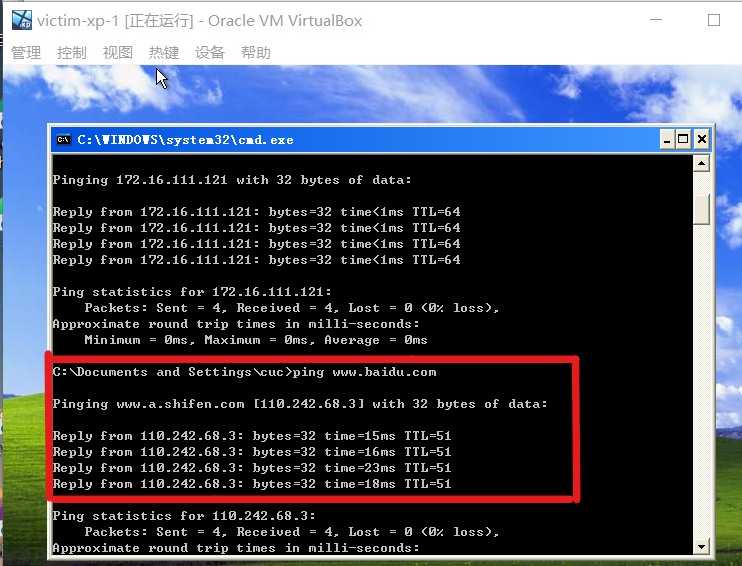 victim-xp-1 [正在运行] - Oracle VM VirtualBox
管理 控制 视图 热键 设备 帮助
C:\WINDOWS\system32\cmd.exe
Pinging 172.16.111.121 with 32 bytes of data:
Reply from 172.16.111.121: bytes=32 time<1ms TTL=64
Reply from 172.16.111.121: bytes=32 time<1ms TTL=64
Reply from 172.16.111.121: bytes=32 time<1ms TTL=64
Reply from 172.16.111.121: bytes=32 time<1ms TTL=64
Ping statistics for 172.16.111.121:
Packets: Sent = 4, Received = 4, Lost = 0 (0% loss),
Approximate round trip times in milli-seconds:
Minimum = 0ms, Maximum = 0ms, Average = 0ms
C:\Documents and Settings\cuc>ping www.baidu.com
Pinging www.a.shifen.com [110.242.68.3] with 32 bytes of data:
Reply from 110.242.68.3: bytes=32 time=15ms TTL=51
Reply from 110.242.68.3: bytes=32 time=16ms TTL=51
Reply from 110.242.68.3: bytes=32 time=23ms TTL=51
Reply from 110.242.68.3: bytes=32 time=18ms TTL=51
Ping statistics for 110.242.68.3:
Packets: Sent = 4, Received = 4, Lost = 0 (0% loss),
Approximate round trip times in milli-seconds: